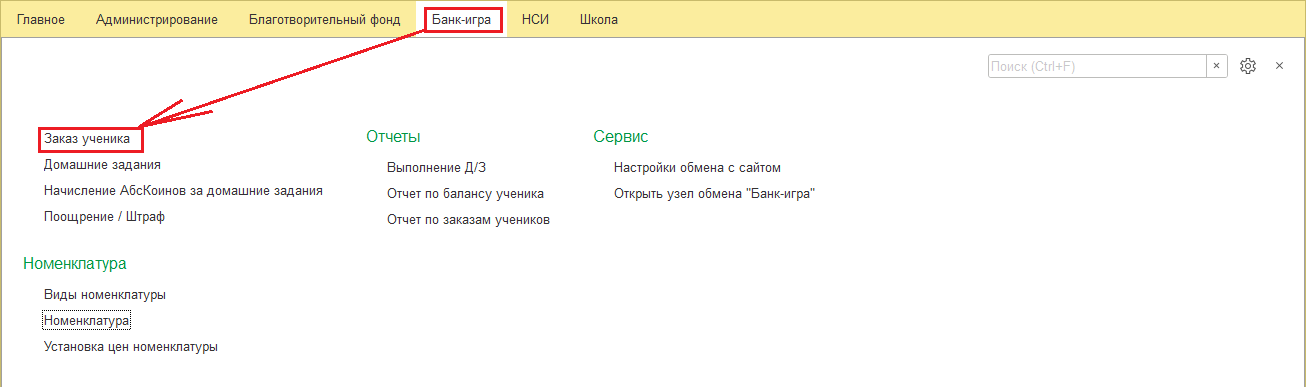 Главное Администрирование Благотворительный фонд Банк-игра НСИ Школа
Поиск (Ctrl+F)
Заказ ученика
Домашние задания
Начисление АбсКоинов за домашние задания
Поощрение / Штраф
Отчеты
Выполнение Д/З
Отчет по балансу ученика
Отчет по заказам учеников
Сервис
Настройки обмена с сайтом
Открыть узел обмена "Банк-игра"
Номенклатура
Виды номенклатуры
Номенклатура
Установка цен номенклатуры